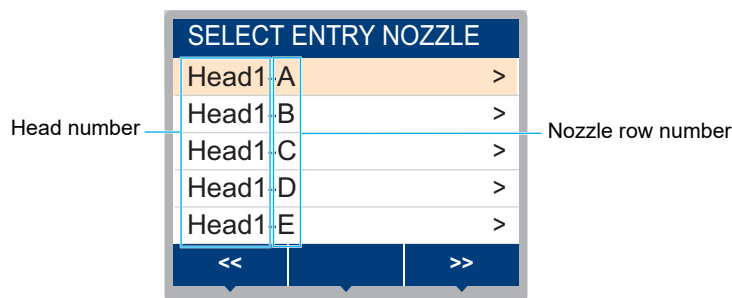 SELECT ENTRY NOZZLE
Head1-A >
Head1-B >
Head number
Nozzle row number
Head1-C >
Head1-D >
Head1-E >
<< >>